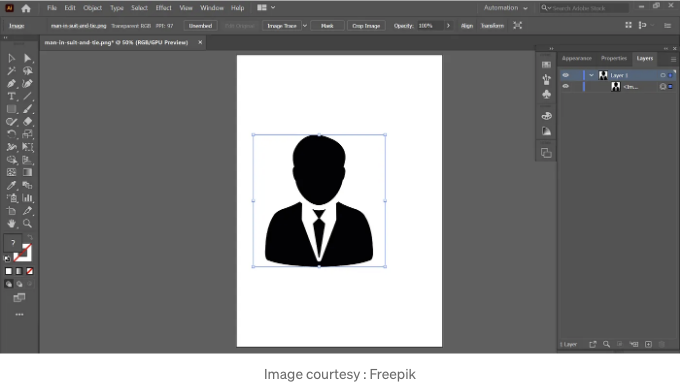 Ai File Edit Object Type Select Effect View Window Help Automation Search Adobe Stock
Image man-in-suit-and-tie.png Transparent RGB PPI: 97 Unembed Image Trace Mask Crop Image Opacity: 100% Align Transform
man-in-suit-and-tie.png* @ 50% (RGB/GPU Preview)
Appearance Properties Layers
Layer 1
<Im...
?
1 Layer
Image courtesy : Freepik